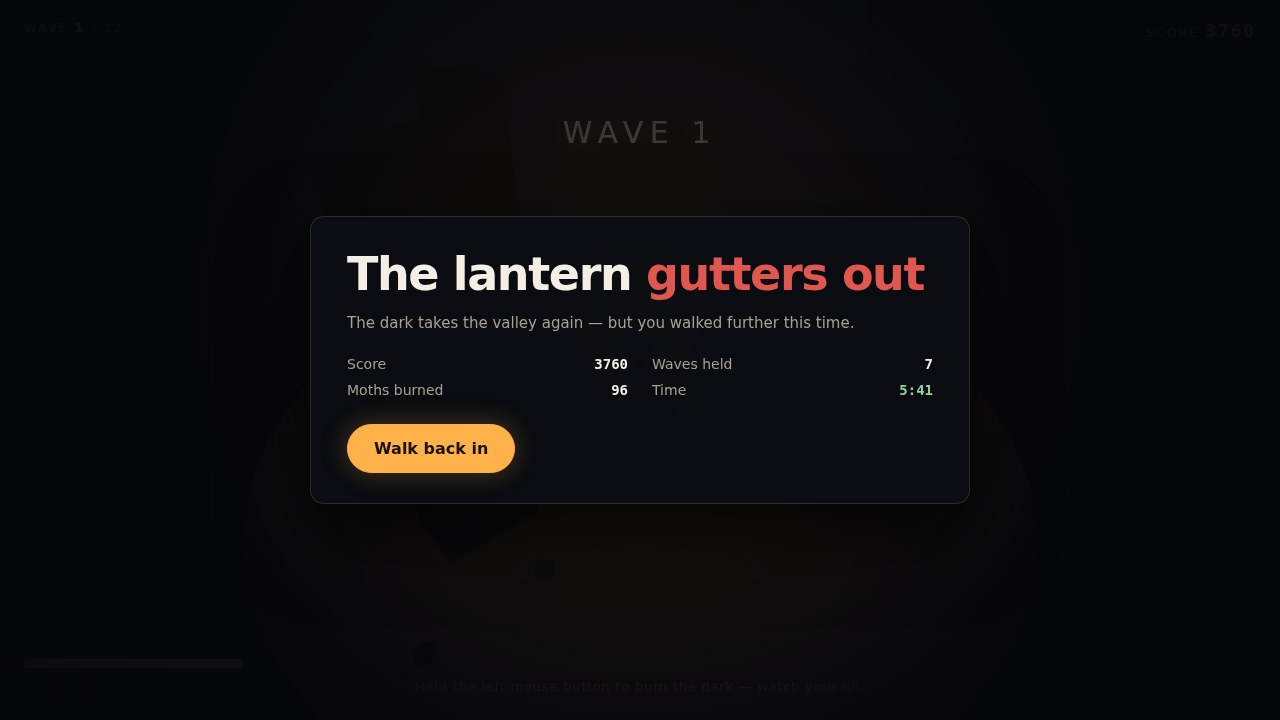 WAVE 1 / 12
SCORE 3760
WAVE 1
The lantern gutters out
The dark takes the valley again — but you walked further this time.
Score 3760 Waves held 7
Moths burned 96 Time 5:41
Walk back in
Hold the left mouse button to burn the dark — watch your oil